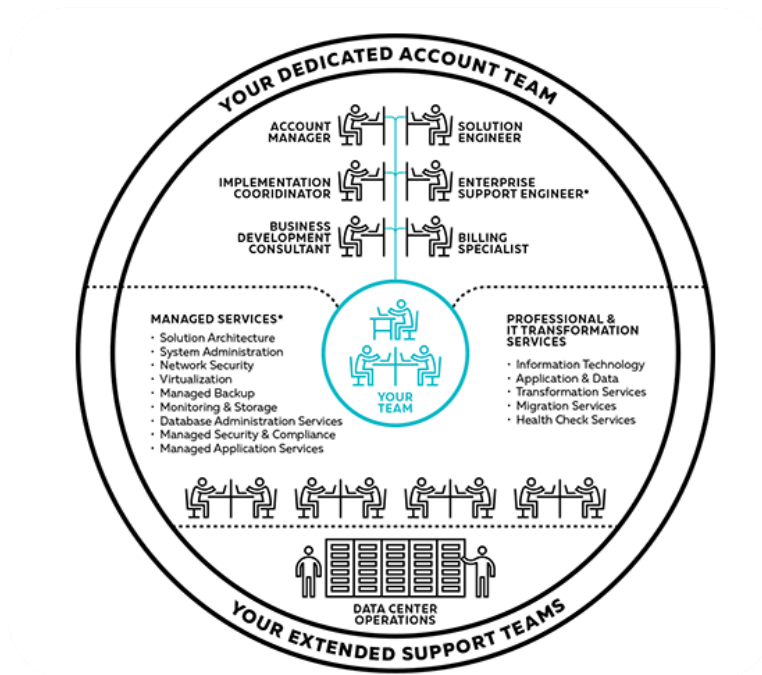 YOUR DEDICATED ACCOUNT TEAM
ACCOUNT
MANAGER
SOLUTION
ENGINEER
IMPLEMENTATION
COORIDINATOR
ENTERPRISE
SUPPORT ENGINEER*
BUSINESS
DEVELOPMENT
CONSULTANT
BILLING
SPECIALIST
YOUR
TEAM
MANAGED SERVICES*
· Solution Architecture
· System Administration
· Network Security
· Virtualization
· Managed Backup
· Monitoring & Storage
· Database Administration Services
· Managed Security & Compliance
· Managed Application Services
PROFESSIONAL &
IT TRANSFORMATION
SERVICES
· Information Technology
· Application & Data
· Transformation Services
· Migration Services
· Health Check Services
DATA CENTER
OPERATIONS
YOUR EXTENDED SUPPORT TEAMS